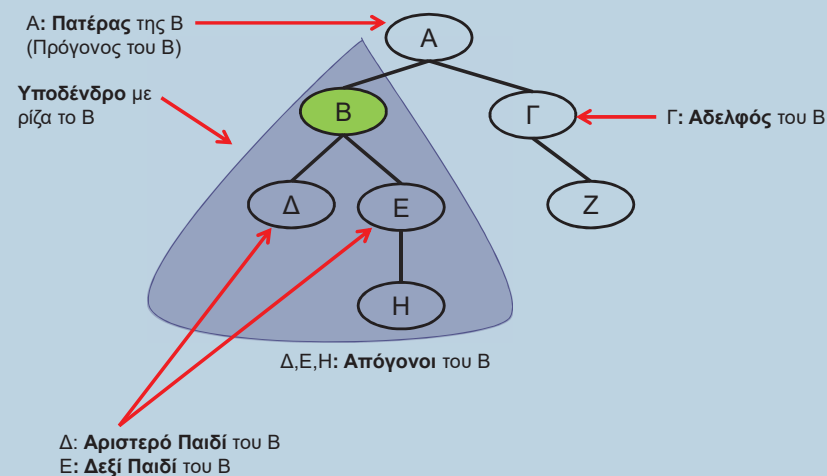 Α: Πατέρας της Β
(Πρόγονος του Β)
Α
Υποδένδρο με
ρίζα το Β
Β
Γ
Γ: Αδελφός του Β
Δ
Ε
Ζ
Η
Δ,Ε,Η: Απόγονοι του Β
Δ: Αριστερό Παιδί του Β
Ε: Δεξί Παιδί του Β